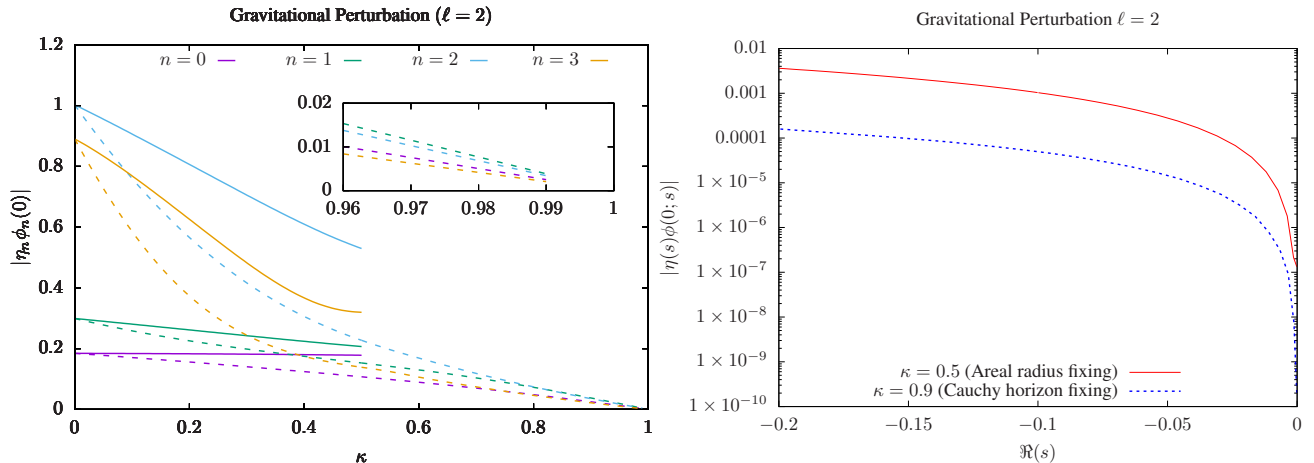 Gravitational Perturbation (ℓ = 2)
n = 0
n = 1
n = 2
n = 3
|ηₙϕₙ(0)|
1.2
1
0.8
0.6
0.4
0.2
0
0 0.2 0.4 0.6 0.8 1
κ
0.02
0.01
0
0.96 0.97 0.98 0.99 1
Gravitational Perturbation ℓ = 2
|η(s)ϕ(0; s)|
0.01
0.001
0.0001
1 × 10⁻⁵
1 × 10⁻⁶
1 × 10⁻⁷
1 × 10⁻⁸
1 × 10⁻⁹
1 × 10⁻¹⁰
κ = 0.5 (Areal radius fixing)
κ = 0.9 (Cauchy horizon fixing)
−0.2 −0.15 −0.1 −0.05 0
ℜ(s)